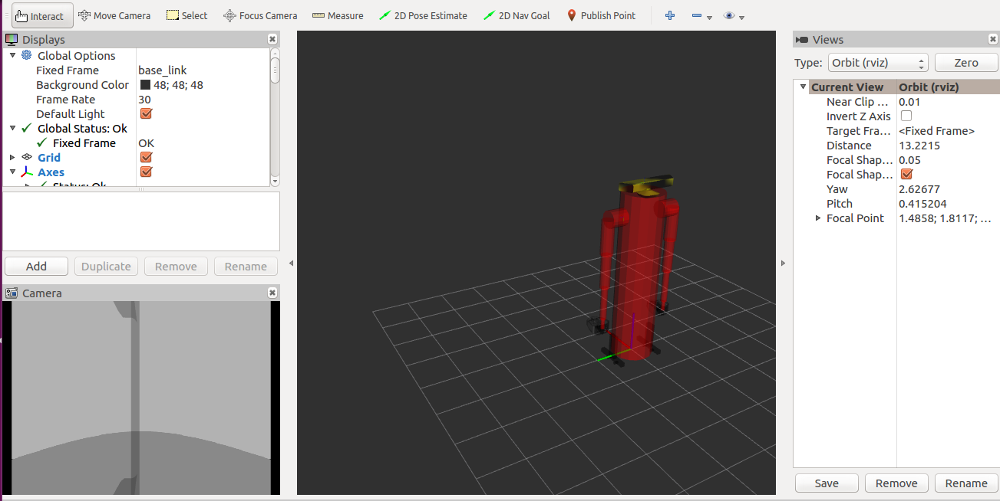 Interact Move Camera Select Focus Camera Measure 2D Pose Estimate 2D Nav Goal Publish Point
Displays
Global Options
Fixed Frame base_link
Background Color 48; 48; 48
Frame Rate 30
Default Light
Global Status: Ok
Fixed Frame OK
Grid
Axes
Status: Ok
Add Duplicate Remove Rename
Camera
Views
Type: Orbit (rviz) Zero
Current View Orbit (rviz)
Near Clip ... 0.01
Invert Z Axis
Target Fra... <Fixed Frame>
Distance 13.2215
Focal Shap... 0.05
Focal Shap...
Yaw 2.62677
Pitch 0.415204
Focal Point 1.4858; 1.8117; ...
Save Remove Rename